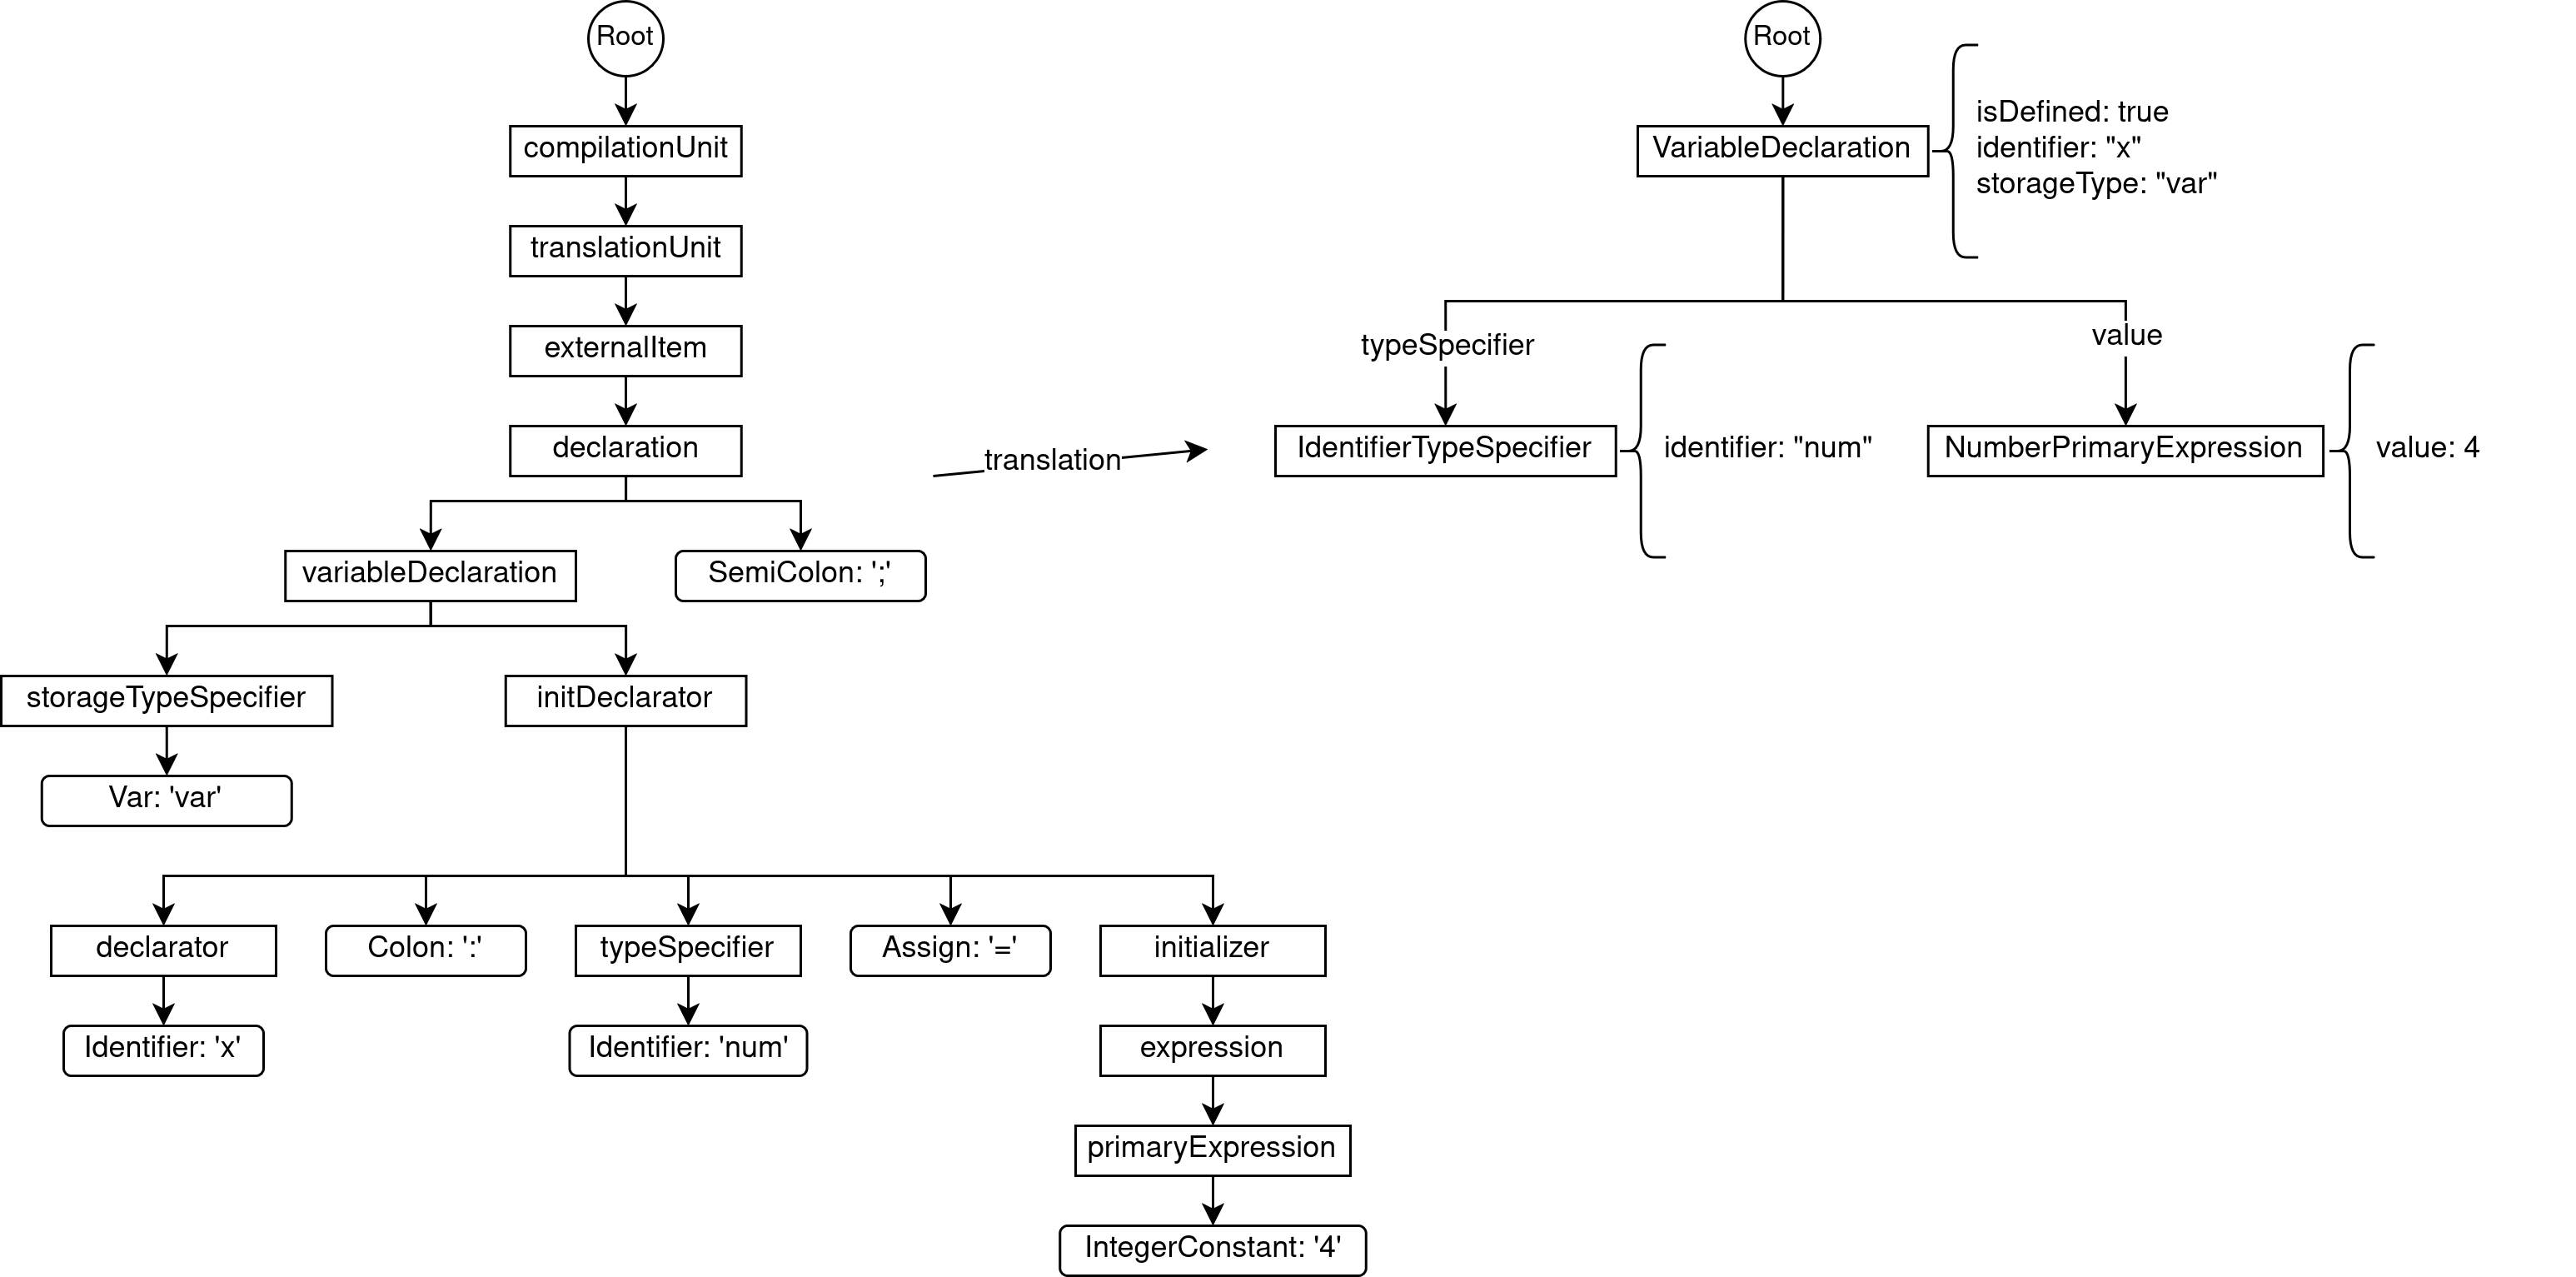 Root
compilationUnit
translationUnit
externalItem
declaration
variableDeclaration
SemiColon: ';'
storageTypeSpecifier
initDeclarator
Var: 'var'
declarator
Colon: ':'
typeSpecifier
Assign: '='
initializer
Identifier: 'x'
Identifier: 'num'
expression
primaryExpression
IntegerConstant: '4'
translation
Root
VariableDeclaration
isDefined: true
identifier: "x"
storageType: "var"
typeSpecifier
value
IdentifierTypeSpecifier
identifier: "num"
NumberPrimaryExpression
value: 4